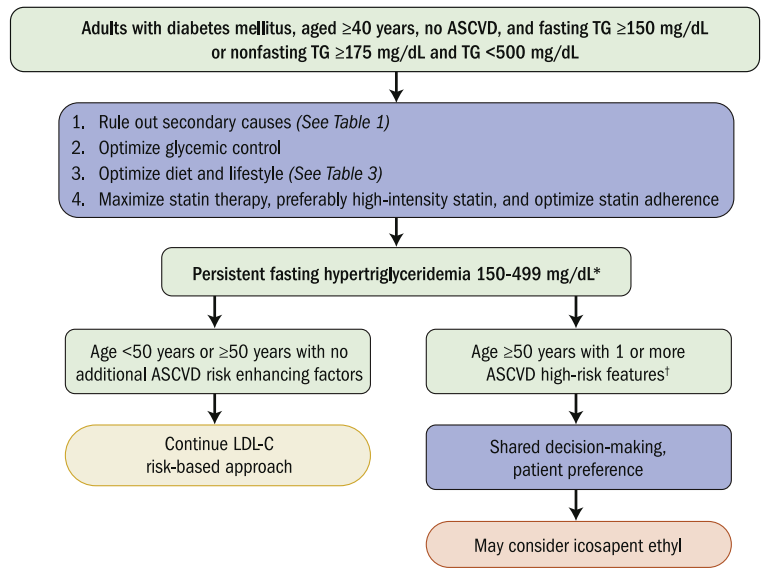 Adults with diabetes mellitus, aged ≥40 years, no ASCVD, and fasting TG ≥150 mg/dL
or nonfasting TG ≥175 mg/dL and TG <500 mg/dL
1. Rule out secondary causes (See Table 1)
2. Optimize glycemic control
3. Optimize diet and lifestyle (See Table 3)
4. Maximize statin therapy, preferably high-intensity statin, and optimize statin adherence
Persistent fasting hypertriglyceridemia 150-499 mg/dL*
Age <50 years or ≥50 years with no
additional ASCVD risk enhancing factors
Continue LDL-C
risk-based approach
Age ≥50 years with 1 or more
ASCVD high-risk features†
Shared decision-making,
patient preference
May consider icosapent ethyl